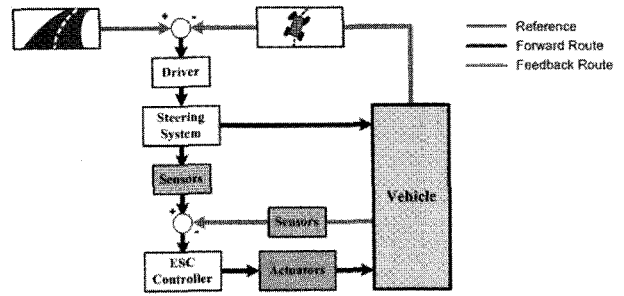 +
-
Reference
Forward Route
Feedback Route
Driver
Steering
System
Sensors
Vehicle
+
-
Sensors
ESC
Controller
Actuators